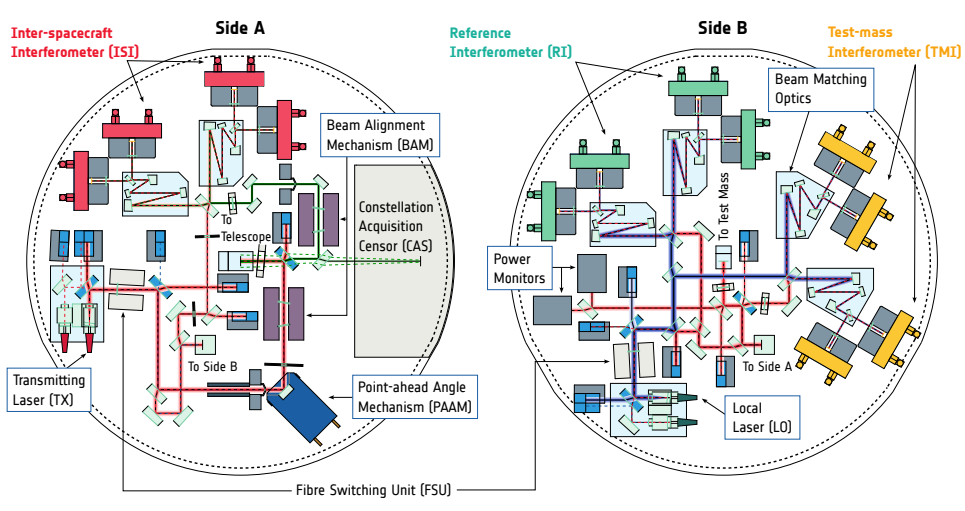 Side A
Side B
Inter-spacecraft
Interferometer (ISI)
Reference
Interferometer (RI)
Test-mass
Interferometer (TMI)
Beam Matching
Optics
Beam Alignment
Mechanism (BAM)
To
Telescope
Constellation
Acquisition
Censor (CAS)
To Test Mass
Power
Monitors
To Side B
To Side A
Transmitting
Laser (TX)
Point-ahead Angle
Mechanism (PAAM)
Local
Laser (LO)
Fibre Switching Unit (FSU)